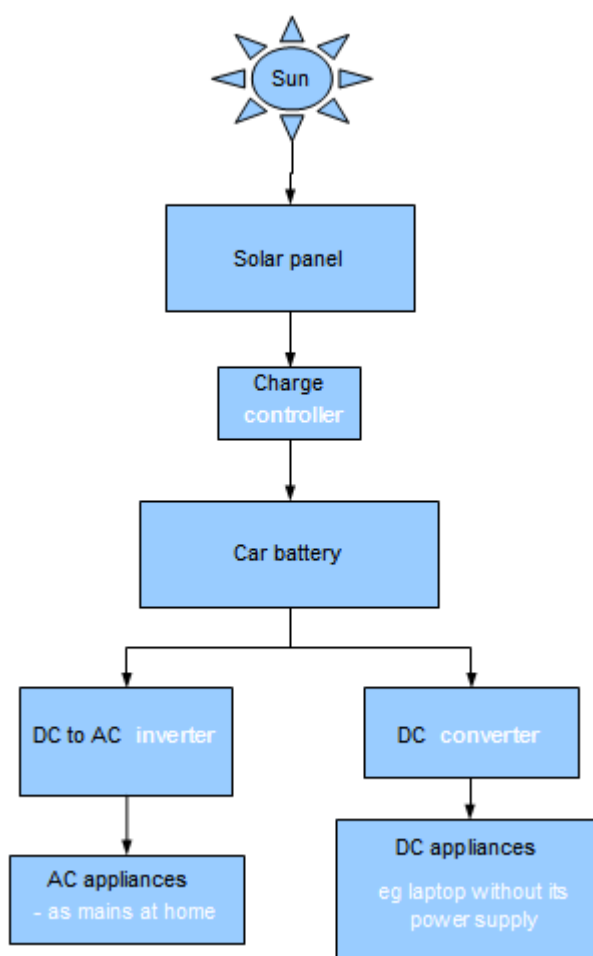 Sun
Solar panel
Charge
controller
Car battery
DC to AC inverter
DC converter
AC appliances
- as mains at home
DC appliances
eg laptop without its
power supply